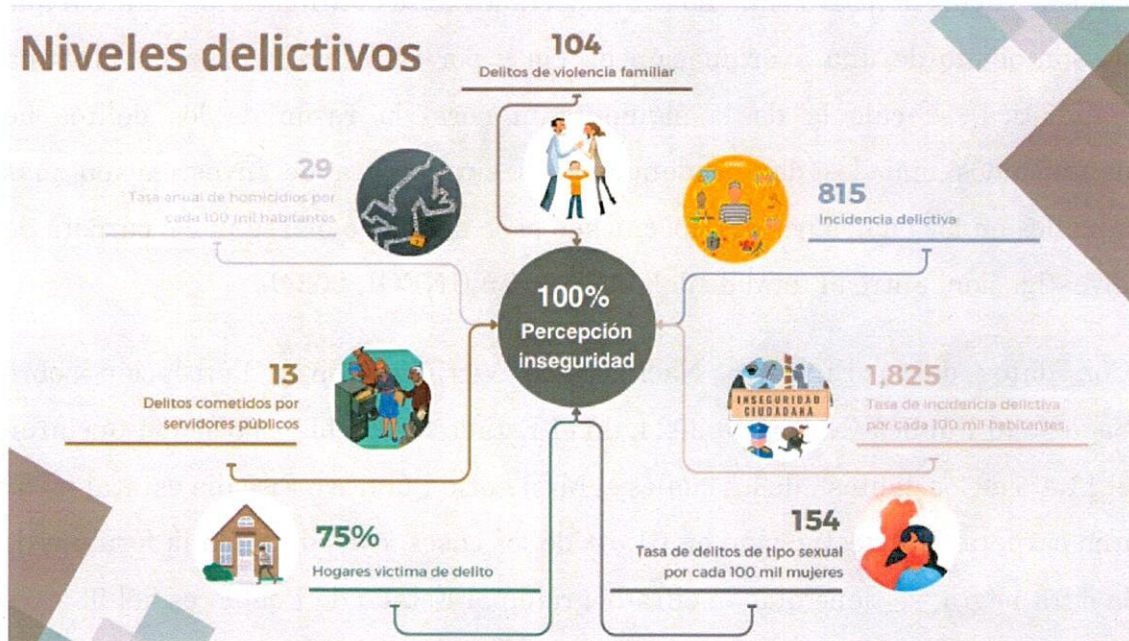 Niveles delictivos
104
Delitos de violencia familiar
29
Tasa anual de homicidios por
cada 100 mil habitantes
815
Incidencia delictiva
100%
Percepción
inseguridad
13
Delitos cometidos por
servidores públicos
INSEGURIDAD
CIUDADANA
1,825
Tasa de incidencia delictiva
por cada 100 mil habitantes
75%
Hogares victima de delito
154
Tasa de delitos de tipo sexual
por cada 100 mil mujeres